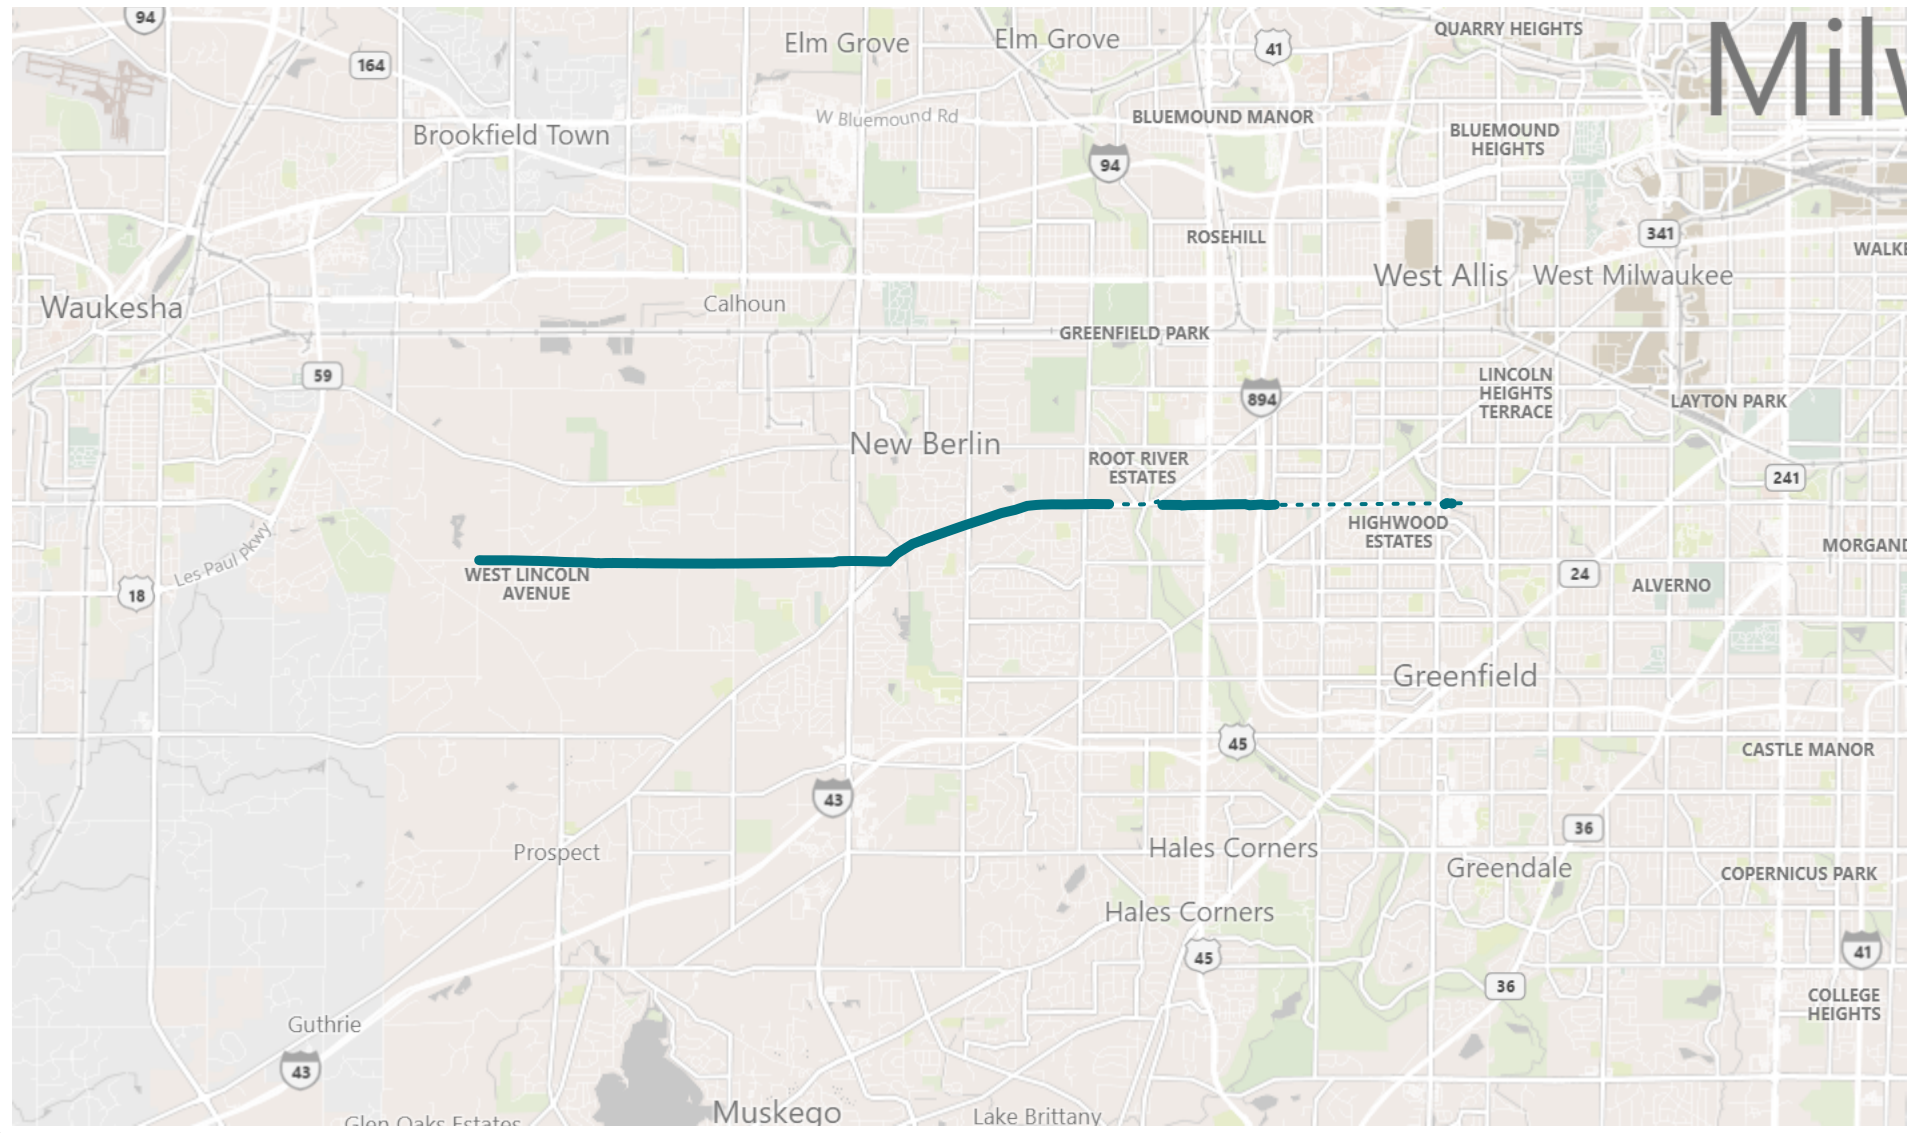 94
Elm Grove
Elm Grove
41
QUARRY HEIGHTS
Milw
164
W Bluemound Rd
BLUEMOUND MANOR
Brookfield Town
BLUEMOUND
HEIGHTS
94
ROSEHILL
341
WALKE
West Allis
West Milwaukee
Waukesha
Calhoun
GREENFIELD PARK
59
894
LINCOLN
HEIGHTS
TERRACE
LAYTON PARK
New Berlin
ROOT RIVER
ESTATES
241
HIGHWOOD
ESTATES
MORGAND
Les Paul pkwy
WEST LINCOLN
AVENUE
24
ALVERNO
18
Greenfield
45
CASTLE MANOR
43
36
Prospect
Hales Corners
Greendale
COPERNICUS PARK
Hales Corners
45
41
36
COLLEGE
HEIGHTS
Guthrie
43
Muskego
Lake Brittany
Glen Oaks Estates